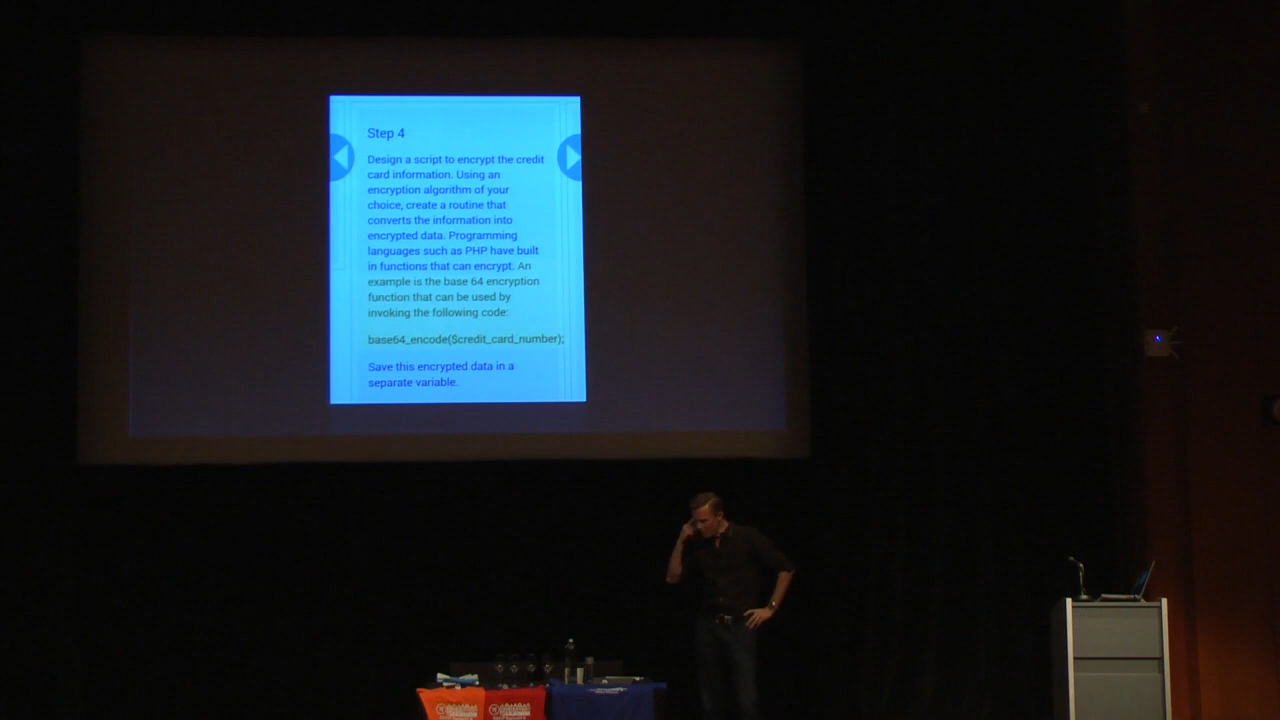 Step 4
Design a script to encrypt the credit
card information. Using an
encryption algorithm of your
choice, create a routine that
converts the information into
encrypted data. Programming
languages such as PHP have built
in functions that can encrypt. An
example is the base 64 encryption
function that can be used by
invoking the following code:
base64_encode($credit_card_number);
Save this encrypted data in a
separate variable.